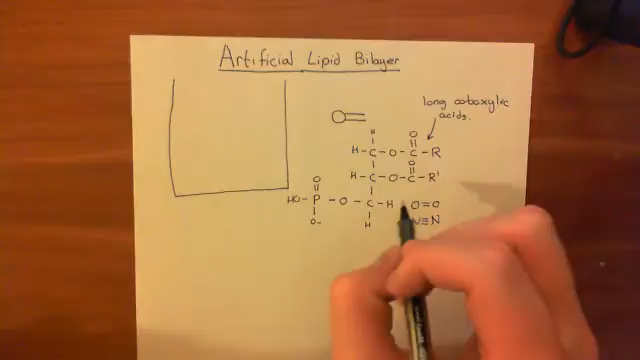 Artificial Lipid Bilayer
long carboxylic
acids.
H
O
H-C-O-C-R
O
H-C-O-C-R'
O
HO-P-O-C-H O=O
O- H N≡N